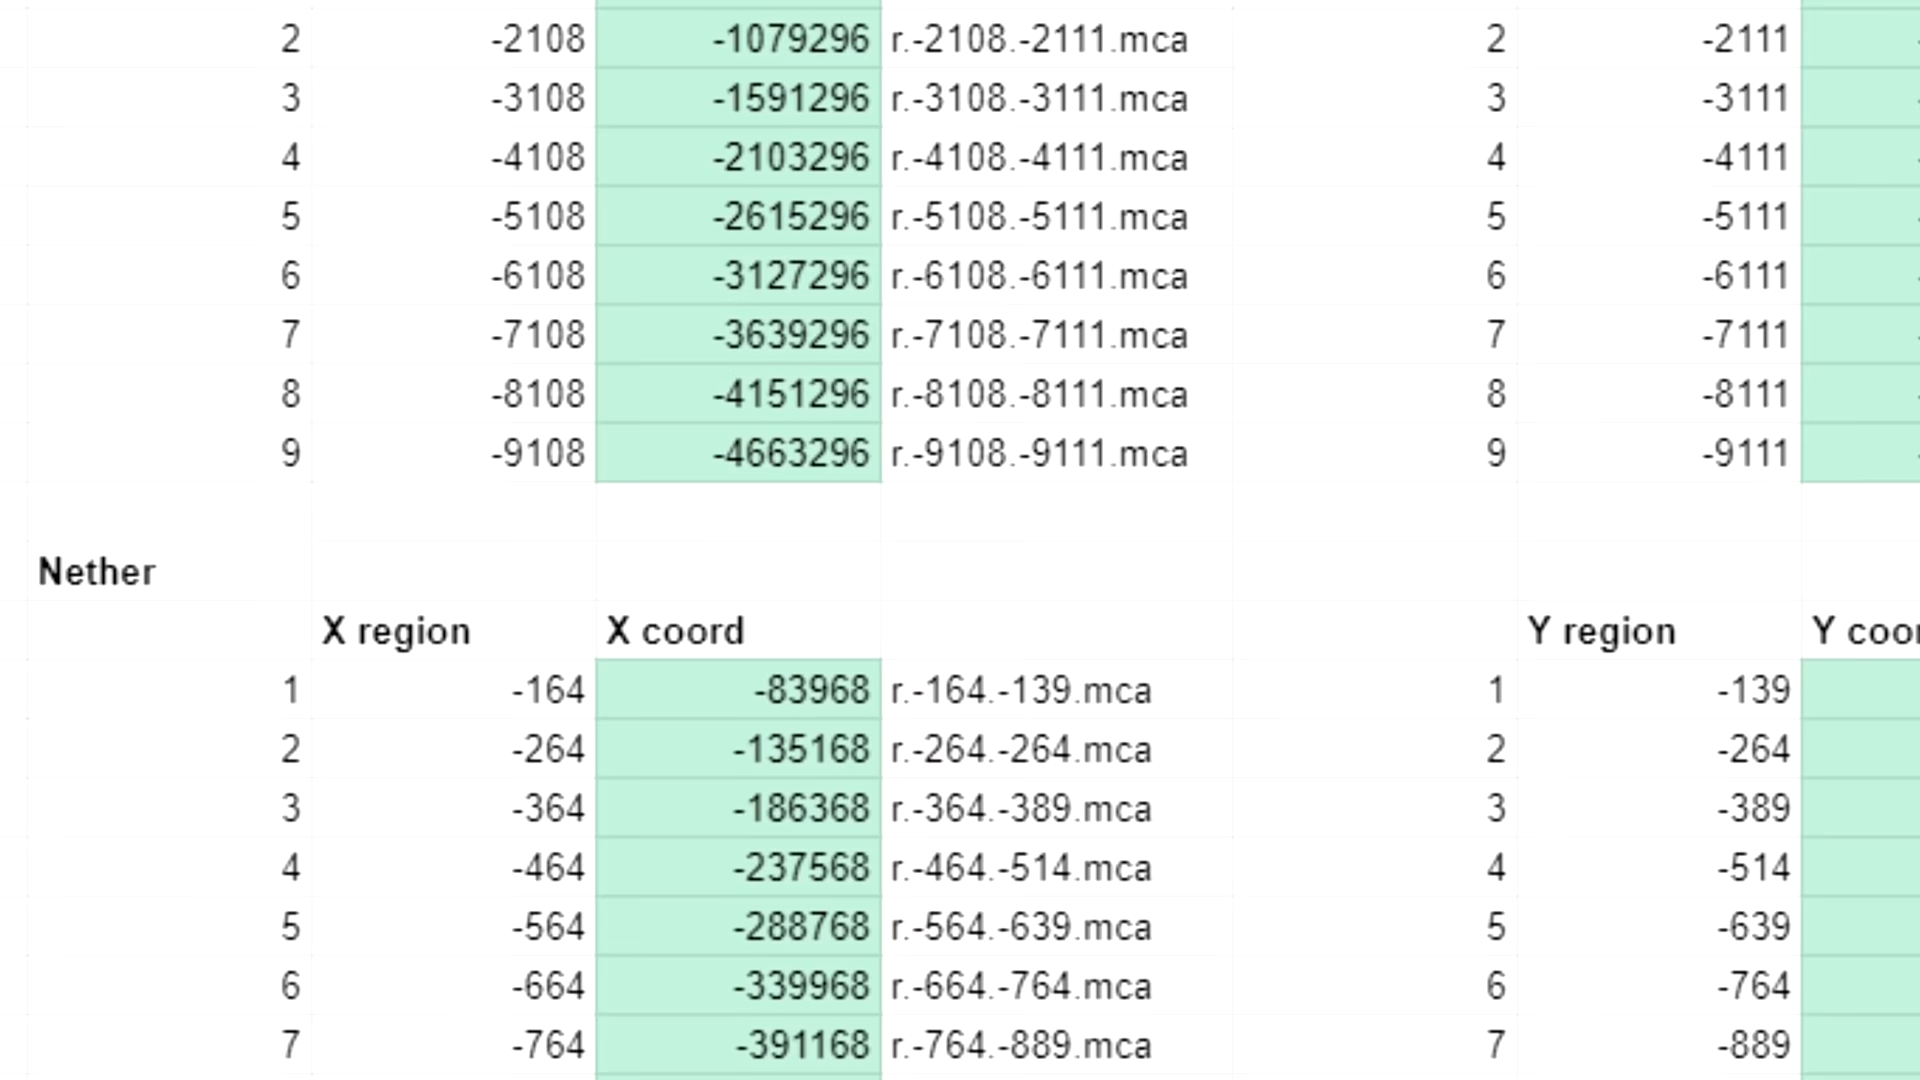 2 -2108 -1079296 r.-2108.-2111.mca 2 -2111
3 -3108 -1591296 r.-3108.-3111.mca 3 -3111
4 -4108 -2103296 r.-4108.-4111.mca 4 -4111
5 -5108 -2615296 r.-5108.-5111.mca 5 -5111
6 -6108 -3127296 r.-6108.-6111.mca 6 -6111
7 -7108 -3639296 r.-7108.-7111.mca 7 -7111
8 -8108 -4151296 r.-8108.-8111.mca 8 -8111
9 -9108 -4663296 r.-9108.-9111.mca 9 -9111
Nether
X region X coord Y region Y
1 -164 -83968 r.-164.-139.mca 1 -139
2 -264 -135168 r.-264.-264.mca 2 -264
3 -364 -186368 r.-364.-389.mca 3 -389
4 -464 -237568 r.-464.-514.mca 4 -514
5 -564 -288768 r.-564.-639.mca 5 -639
6 -664 -339968 r.-664.-764.mca 6 -764
7 -764 -391168 r.-764.-889.mca 7 -889